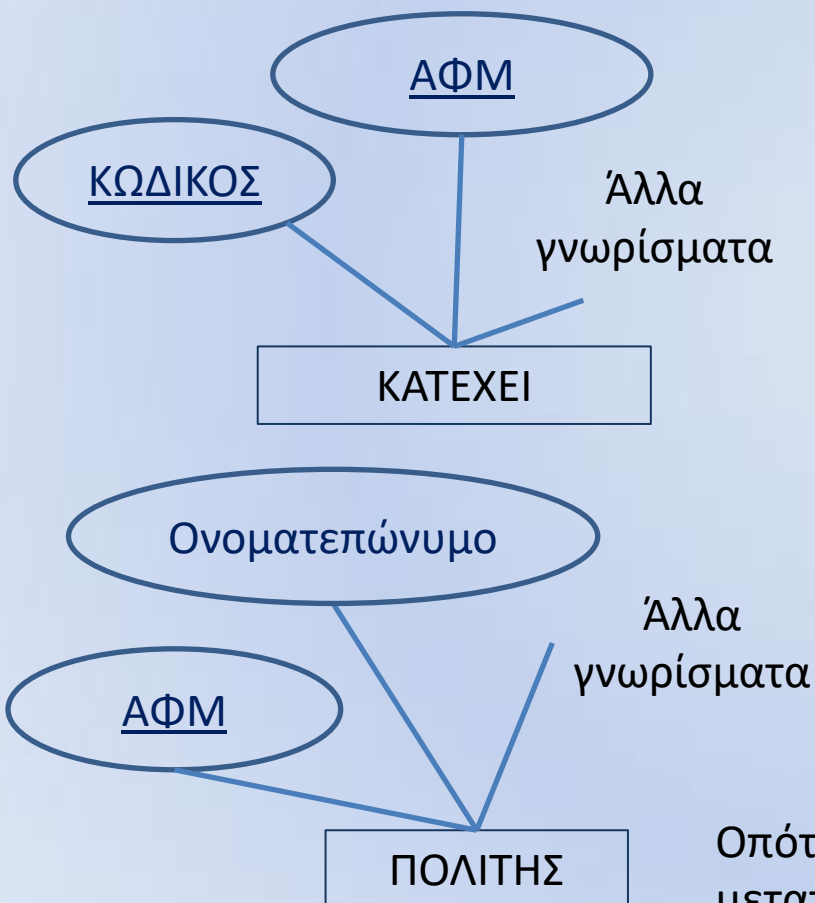 ΑΦΜ
ΚΩΔΙΚΟΣ
Άλλα
γνωρίσματα
ΚΑΤΕΧΕΙ
Ονοματεπώνυμο
Άλλα
γνωρίσματα
ΑΦΜ
ΠΟΛΙΤΗΣ